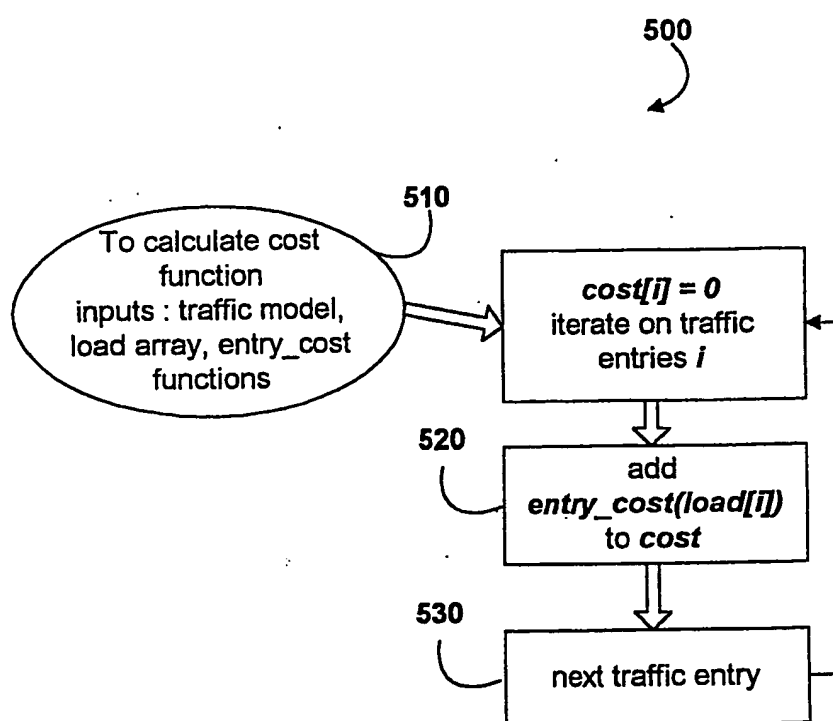 500
510
To calculate cost
function
inputs : traffic model,
load array, entry_cost
functions
cost[i] = 0
iterate on traffic
entries i
520
add
entry_cost(load[i])
to cost
530
next traffic entry